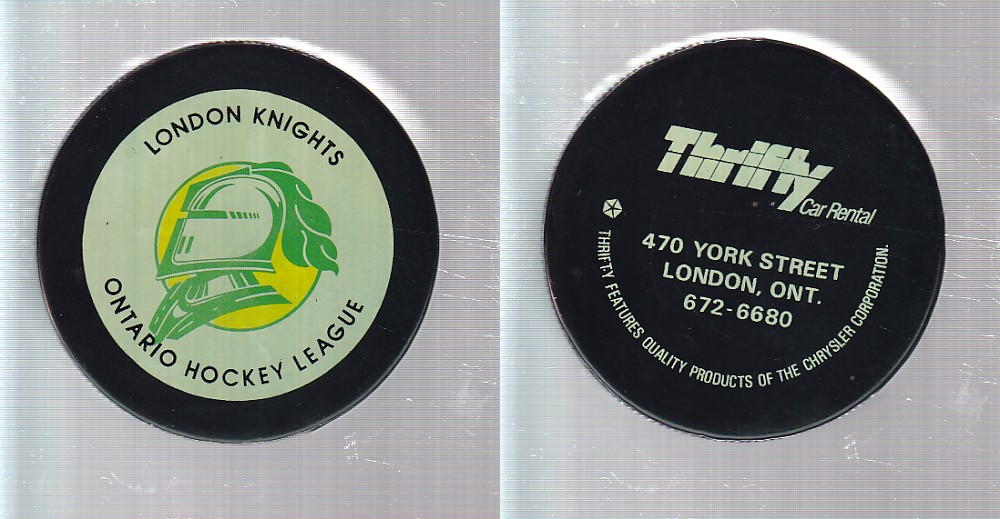 LONDON KNIGHTS
ONTARIO HOCKEY LEAGUE
Thrifty
Car Rental
470 YORK STREET
LONDON, ONT.
672-6680
THRIFTY FEATURES QUALITY PRODUCTS OF THE CHRYSLER CORPORATION.